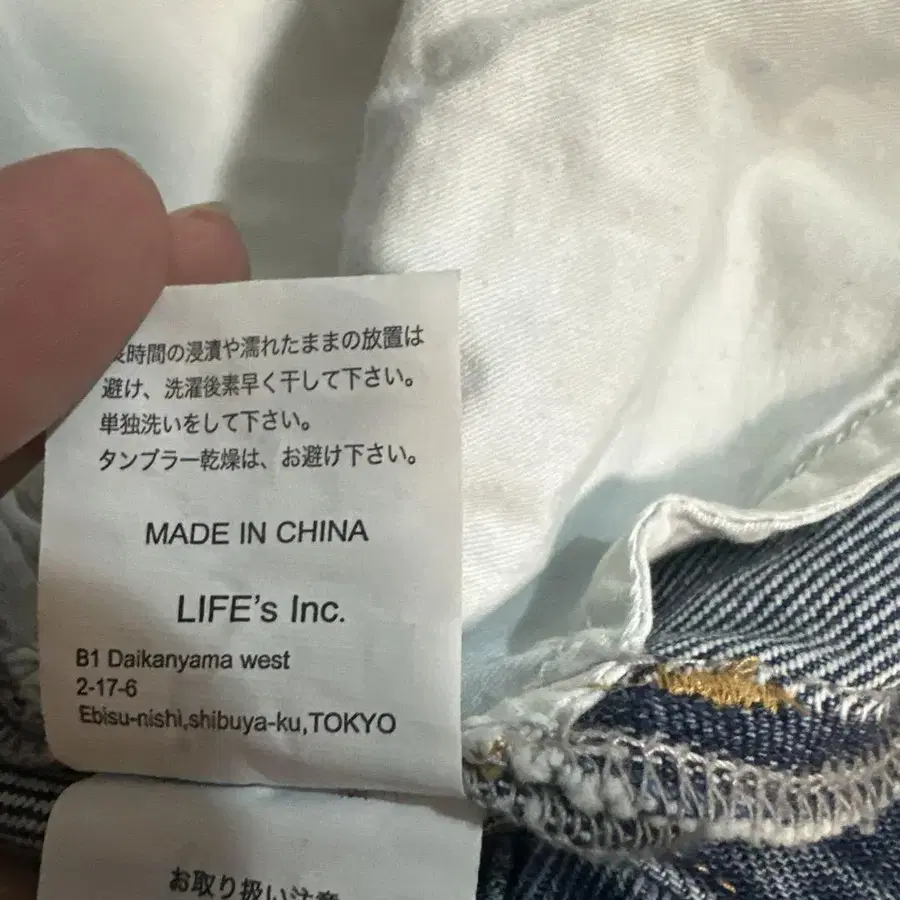 長時間の浸漬や濡れたままの放置は
避け、洗濯後素早く干して下さい。
単独洗いをして下さい。
タンブラー乾燥は、お避け下さい。
MADE IN CHINA
LIFE's Inc.
B1 Daikanyama west
2-17-6
Ebisu-nishi,shibuya-ku,TOKYO
お取り扱い注意